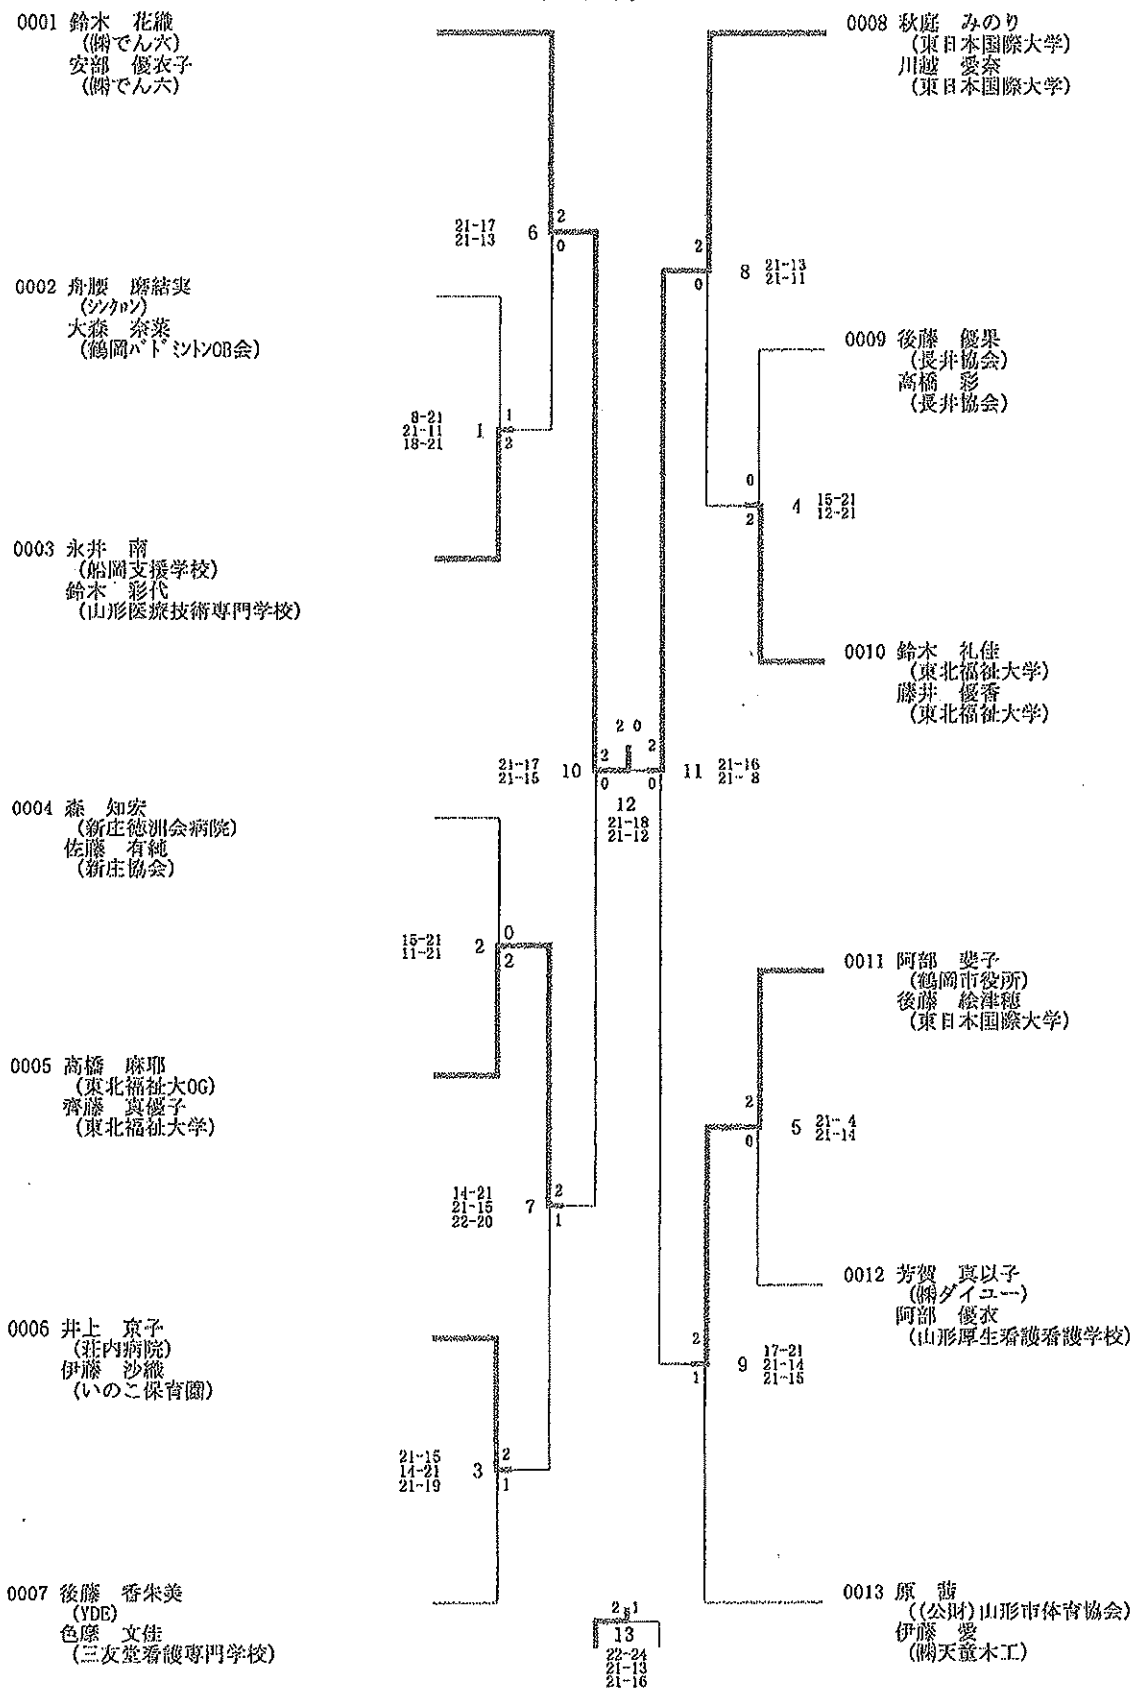 0001 鈴木 花織
(㈱でん六)
安部 優衣子
(㈱でん六)
21-17
21-13
6
2
0
0002 舟腰 磨結実
(シンクロン)
大森 奈菜
(鶴岡バドミントンOB会)
8-21
21-11
18-21
1
1
2
0003 永井 南
(船岡支援学校)
鈴木 彩代
(山形医療技術専門学校)
21-17
21-15
10
2
0
2 0
12
21-18
21-12
0004 森 知宏
(新庄徳洲会病院)
佐藤 有純
(新庄協会)
15-21
11-21
2
0
2
0005 高橋 麻耶
(東北福祉大OG)
齊藤 真優子
(東北福祉大学)
14-21
21-15
22-20
7
2
1
0006 井上 京子
(荘内病院)
伊藤 沙織
(いのこ保育園)
21-15
14-21
21-19
3
2
1
0007 後藤 香朱美
(YDE)
色摩 文佳
(三友堂看護専門学校)
2 1
13
22-24
21-13
21-16
0008 秋庭 みのり
(東日本国際大学)
川越 愛奈
(東日本国際大学)
2
0
8
21-13
21-11
0009 後藤 優果
(長井協会)
高橋 彩
(長井協会)
0
2
4
15-21
12-21
0010 鈴木 礼佳
(東北福祉大学)
藤井 優香
(東北福祉大学)
2
0
11
21-16
21- 8
0011 阿部 斐子
(鶴岡市役所)
後藤 絵津穂
(東日本国際大学)
2
0
5
21- 4
21-14
0012 芳賀 真以子
(㈱ダイユー)
阿部 優衣
(山形厚生看護看護学校)
2
1
9
17-21
21-14
21-15
0013 原 茜
((公財)山形市体育協会)
伊藤 愛
(㈱天童木工)